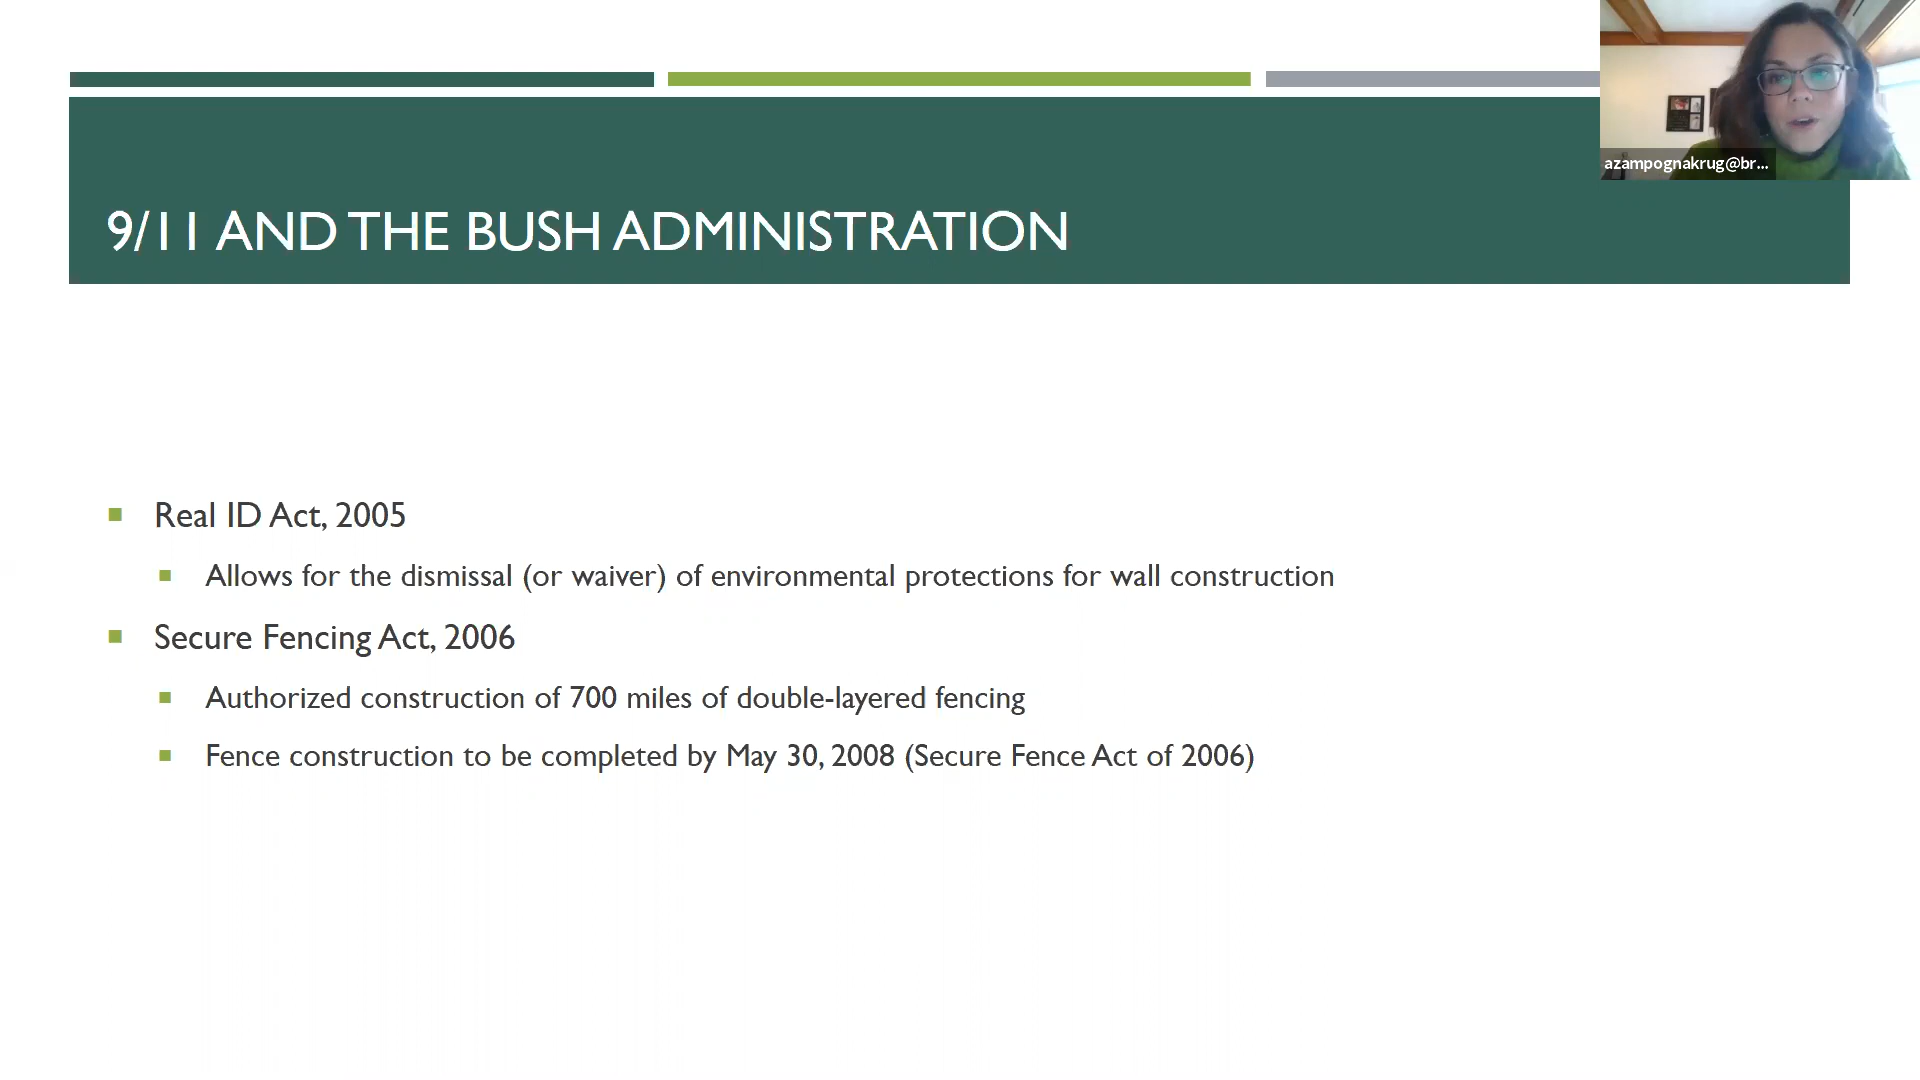 azampognakrug@br...
9/11 AND THE BUSH ADMINISTRATION
Real ID Act, 2005
Allows for the dismissal (or waiver) of environmental protections for wall construction
Secure Fencing Act, 2006
Authorized construction of 700 miles of double-layered fencing
Fence construction to be completed by May 30, 2008 (Secure Fence Act of 2006)